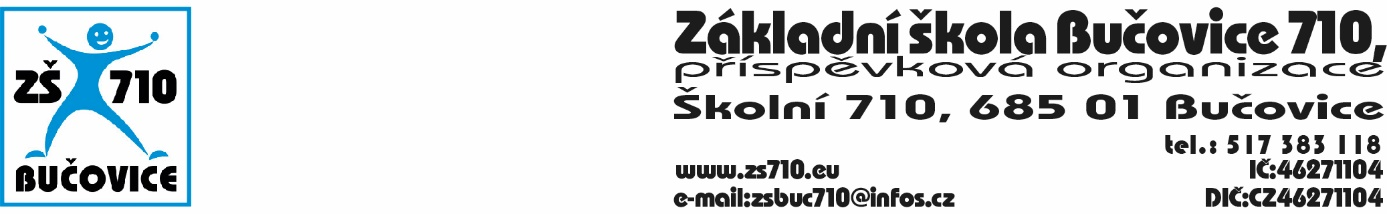 ZŠ 710
BUČOVICE
Základní škola Bučovice 710,
příspěvková organizace
Školní 710, 685 01 Bučovice
tel.: 517 383 118
www.zs710.eu IČ:46271104
e-mail:zsbuc710@infos.cz DIČ:CZ46271104